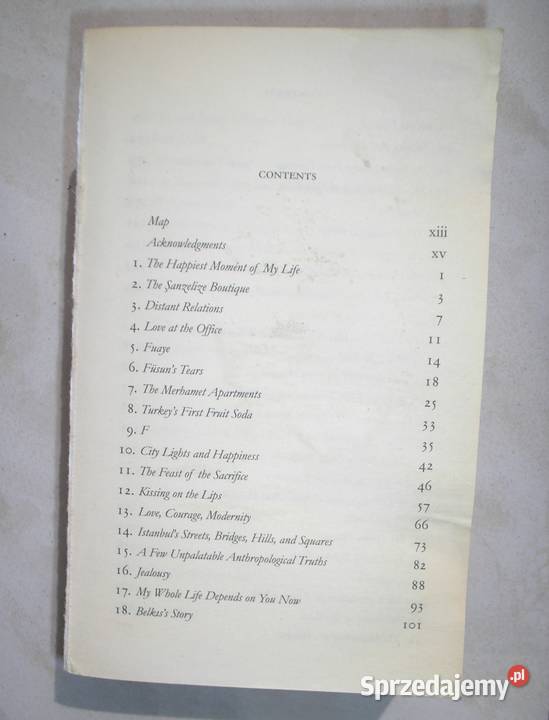 CONTENTS
Map xiii
Acknowledgments xv
1. The Happiest Moment of My Life 1
2. The Şanzelize Boutique 3
3. Distant Relations 7
4. Love at the Office 11
5. Fuaye 14
6. Füsun's Tears 18
7. The Merhamet Apartments 25
8. Turkey's First Fruit Soda 33
9. F 35
10. City Lights and Happiness 42
11. The Feast of the Sacrifice 46
12. Kissing on the Lips 57
13. Love, Courage, Modernity 66
14. Istanbul's Streets, Bridges, Hills, and Squares 73
15. A Few Unpalatable Anthropological Truths 82
16. Jealousy 88
17. My Whole Life Depends on You Now 93
18. Belkıs's Story 101
Sprzedajemy.pl